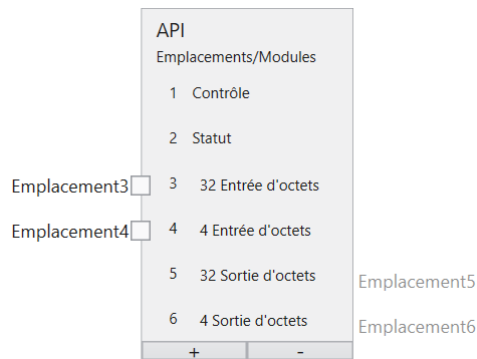 API
Emplacements/Modules
1 Contrôle
2 Statut
Emplacement3 3 32 Entrée d'octets
Emplacement4 4 4 Entrée d'octets
5 32 Sortie d'octets Emplacement5
6 4 Sortie d'octets Emplacement6
+ -